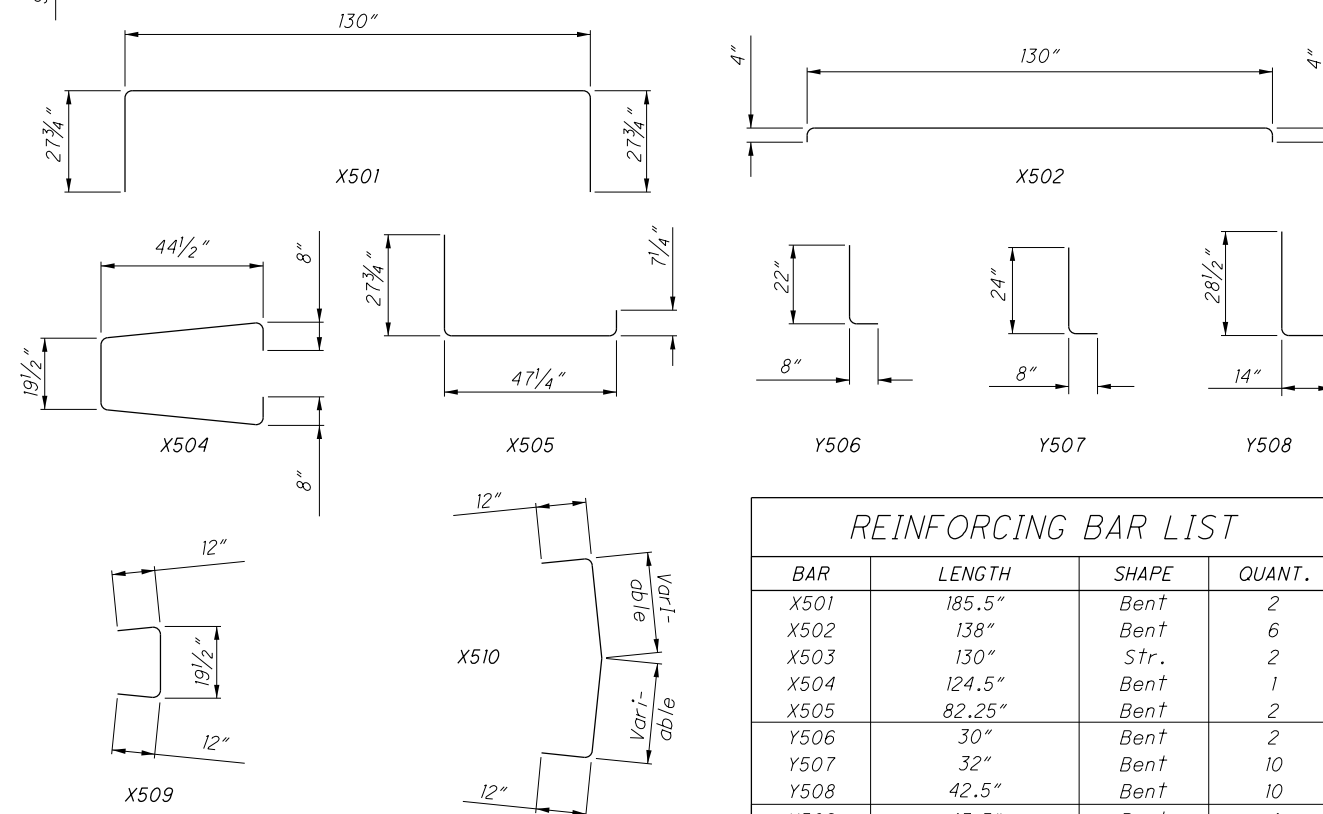 130"
27¾"
27¾"
X501
4"
130"
4"
X502
44½"
8"
19½"
8"
X504
27¾"
7¼"
47¼"
X505
22"
8"
Y506
24"
8"
Y507
28½"
14"
Y508
12"
19½"
12"
X509
12"
VarI-
able
X510
Vari-
able
12"
REINFORCING BAR LIST
BAR LENGTH SHAPE QUANT.
X501 185.5" Bent 2
X502 138" Bent 6
X503 130" Str. 2
X504 124.5" Bent 1
X505 82.25" Bent 2
Y506 30" Bent 2
Y507 32" Bent 10
Y508 42.5" Bent 10